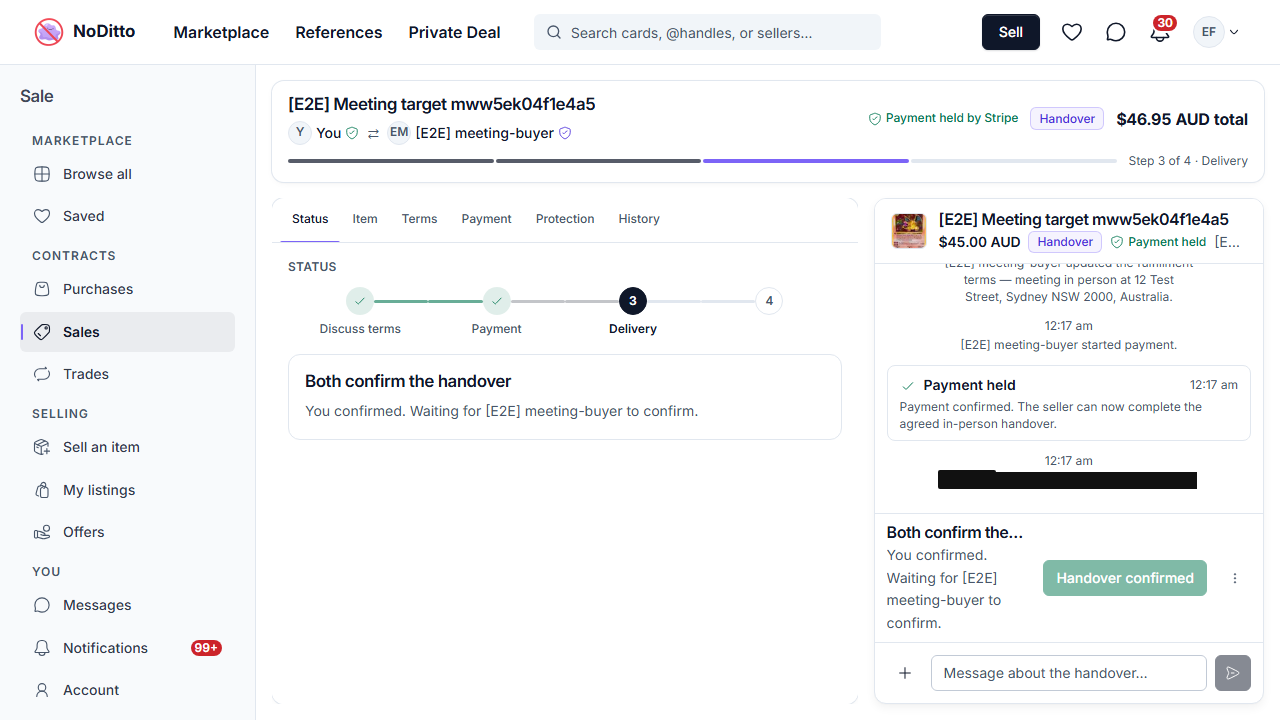 NoDitto
Marketplace
References
Private Deal
Search cards, @handles, or sellers...
Sell
30
EF
Sale
MARKETPLACE
Browse all
Saved
CONTRACTS
Purchases
Sales
Trades
SELLING
Sell an item
My listings
Offers
YOU
Messages
Notifications
99+
Account
[E2E] Meeting target mww5ek04f1e4a5
Y You EM [E2E] meeting-buyer
Payment held by Stripe
Handover
$46.95 AUD total
Step 3 of 4 · Delivery
Status
Item
Terms
Payment
Protection
History
STATUS
3
4
Discuss terms
Payment
Delivery
Both confirm the handover
You confirmed. Waiting for [E2E] meeting-buyer to confirm.
[E2E] Meeting target mww5ek04f1e4a5
$45.00 AUD Handover Payment held [E...
[E2E] meeting-buyer updated the fulfilment
terms — meeting in person at 12 Test
Street, Sydney NSW 2000, Australia.
12:17 am
[E2E] meeting-buyer started payment.
Payment held
12:17 am
Payment confirmed. The seller can now complete the
agreed in-person handover.
12:17 am
Both confirm the...
You confirmed.
Waiting for [E2E]
meeting-buyer to
confirm.
Handover confirmed
Message about the handover...